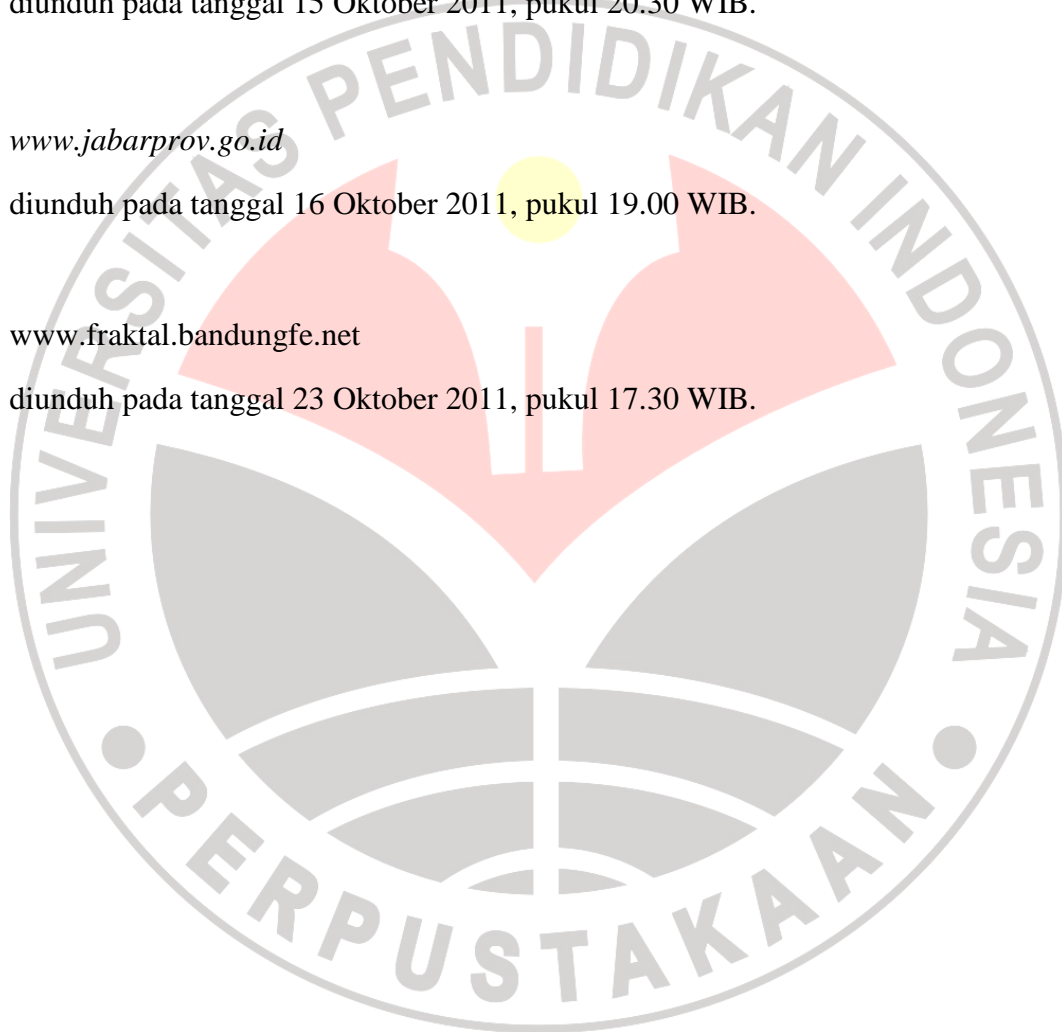 diunduh pada tanggal 15 Oktober 2011, pukul 20.30 WIB.
www.jabarprov.go.id
diunduh pada tanggal 16 Oktober 2011, pukul 19.00 WIB.
www.fraktal.bandungfe.net
diunduh pada tanggal 23 Oktober 2011, pukul 17.30 WIB.
UNIVERSITAS PENDIDIKAN INDONESIA
PERPUSTAKAAN